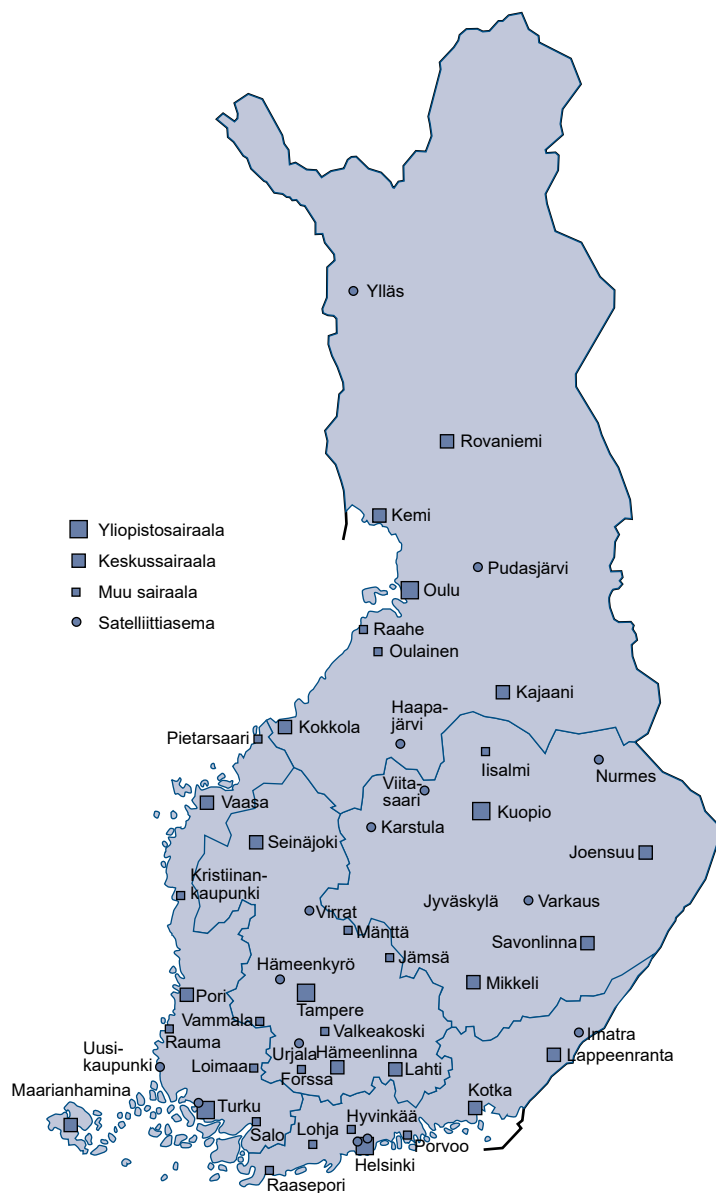 Ylläs
Rovaniemi
Kemi
Yliopistosairaala
Keskussairaala
Muu sairaala
Satelliittiasema
Pudasjärvi
Oulu
Raahe
Oulainen
Kajaani
Haapa-
järvi
Kokkola
Pietarsaari
Iisalmi
Nurmes
Viita-
saari
Vaasa
Kuopio
Karstula
Seinäjoki
Joensuu
Kristiinan-
kaupunki
Jyväskylä
Varkaus
Virrat
Mänttä
Savonlinna
Jämsä
Hämeenkyrö
Mikkeli
Pori
Tampere
Vammala
Valkeakoski
Rauma
Imatra
Uusi-
kaupunki
Urjala
Hämeenlinna
Lappeenranta
Loimaa
Forssa
Lahti
Maarianhamina
Kotka
Turku
Hyvinkää
Salo
Lohja
Porvoo
Helsinki
Raasepori